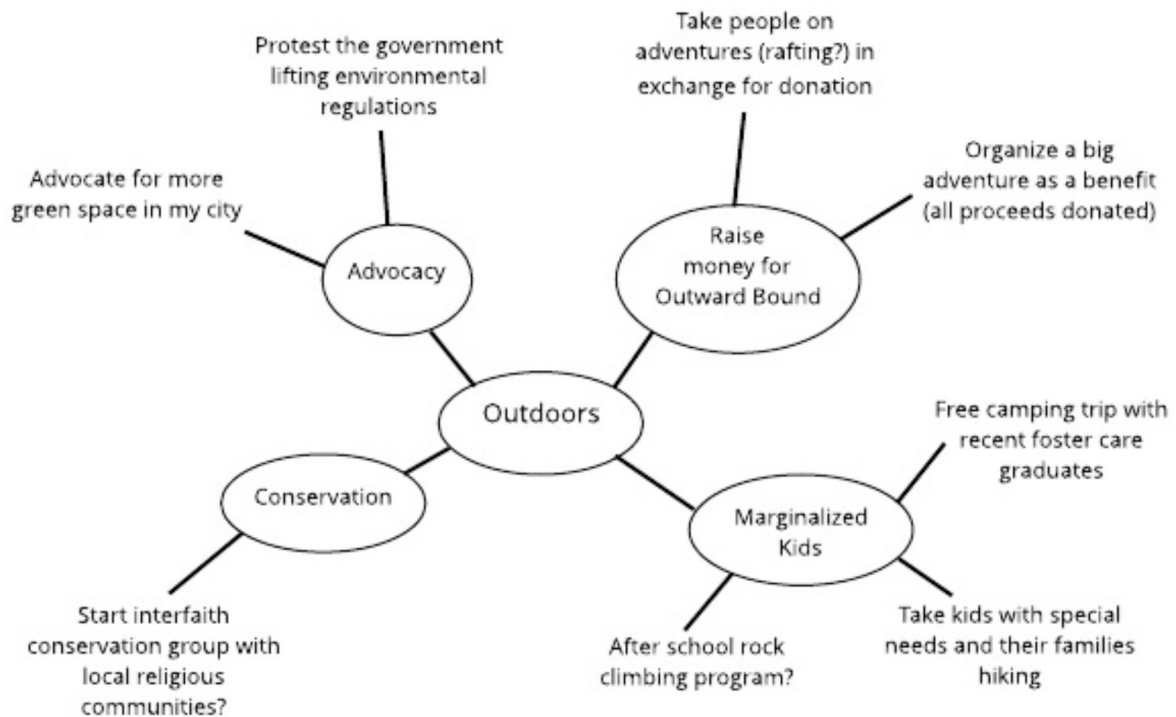 Protest the government
lifting environmental
regulations
Take people on
adventures (rafting?) in
exchange for donation
Advocate for more
green space in my city
Organize a big
adventure as a benefit
(all proceeds donated)
Advocacy
Raise
money for
Outward Bound
Outdoors
Conservation
Free camping trip with
recent foster care
graduates
Marginalized
Kids
Start interfaith
conservation group with
local religious
communities?
After school rock
climbing program?
Take kids with special
needs and their families
hiking